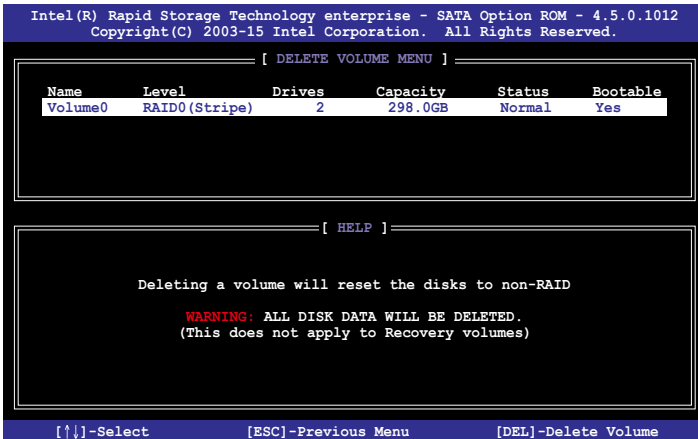 Intel(R) Rapid Storage Technology enterprise - SATA Option ROM - 4.5.0.1012
Copyright(C) 2003-15 Intel Corporation. All Rights Reserved.
[ DELETE VOLUME MENU ]
Name Level Drives Capacity Status Bootable
Volume0 RAID0(Stripe) 2 298.0GB Normal Yes
[ HELP ]
Deleting a volume will reset the disks to non-RAID
WARNING: ALL DISK DATA WILL BE DELETED.
(This does not apply to Recovery volumes)
[↑↓]-Select [ESC]-Previous Menu [DEL]-Delete Volume